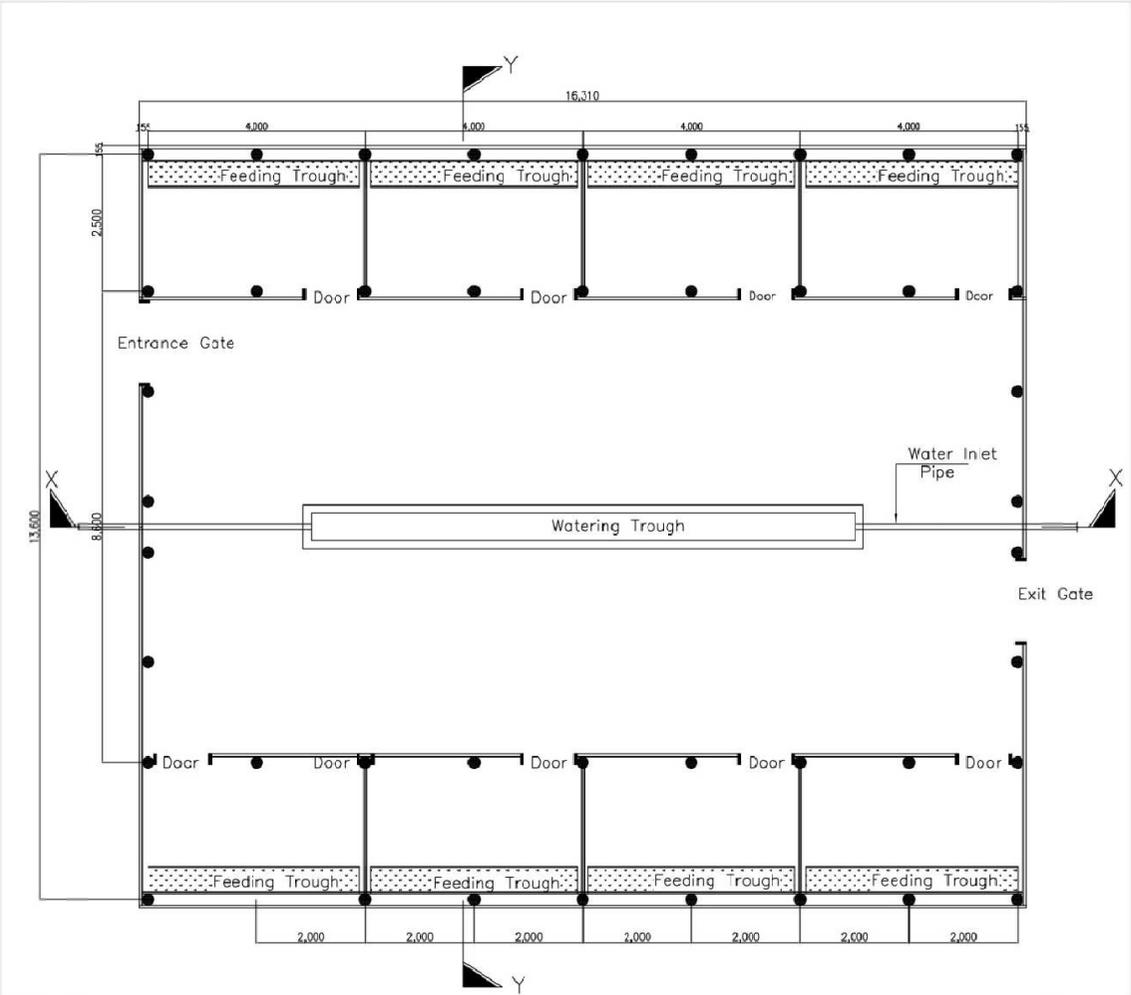 Y
16,310
155 4,000 4,000 4,000 4,000 155
155
Feeding Trough Feeding Trough Feeding Trough Feeding Trough
2,500
Door Door Door Door
Entrance Gate
Water Inlet
Pipe
X X
13,600
8,600
Watering Trough
Exit Gate
Door Door Door Door Door
Feeding Trough Feeding Trough Feeding Trough Feeding Trough
2,000 2,000 2,000 2,000 2,000 2,000 2,000
Y